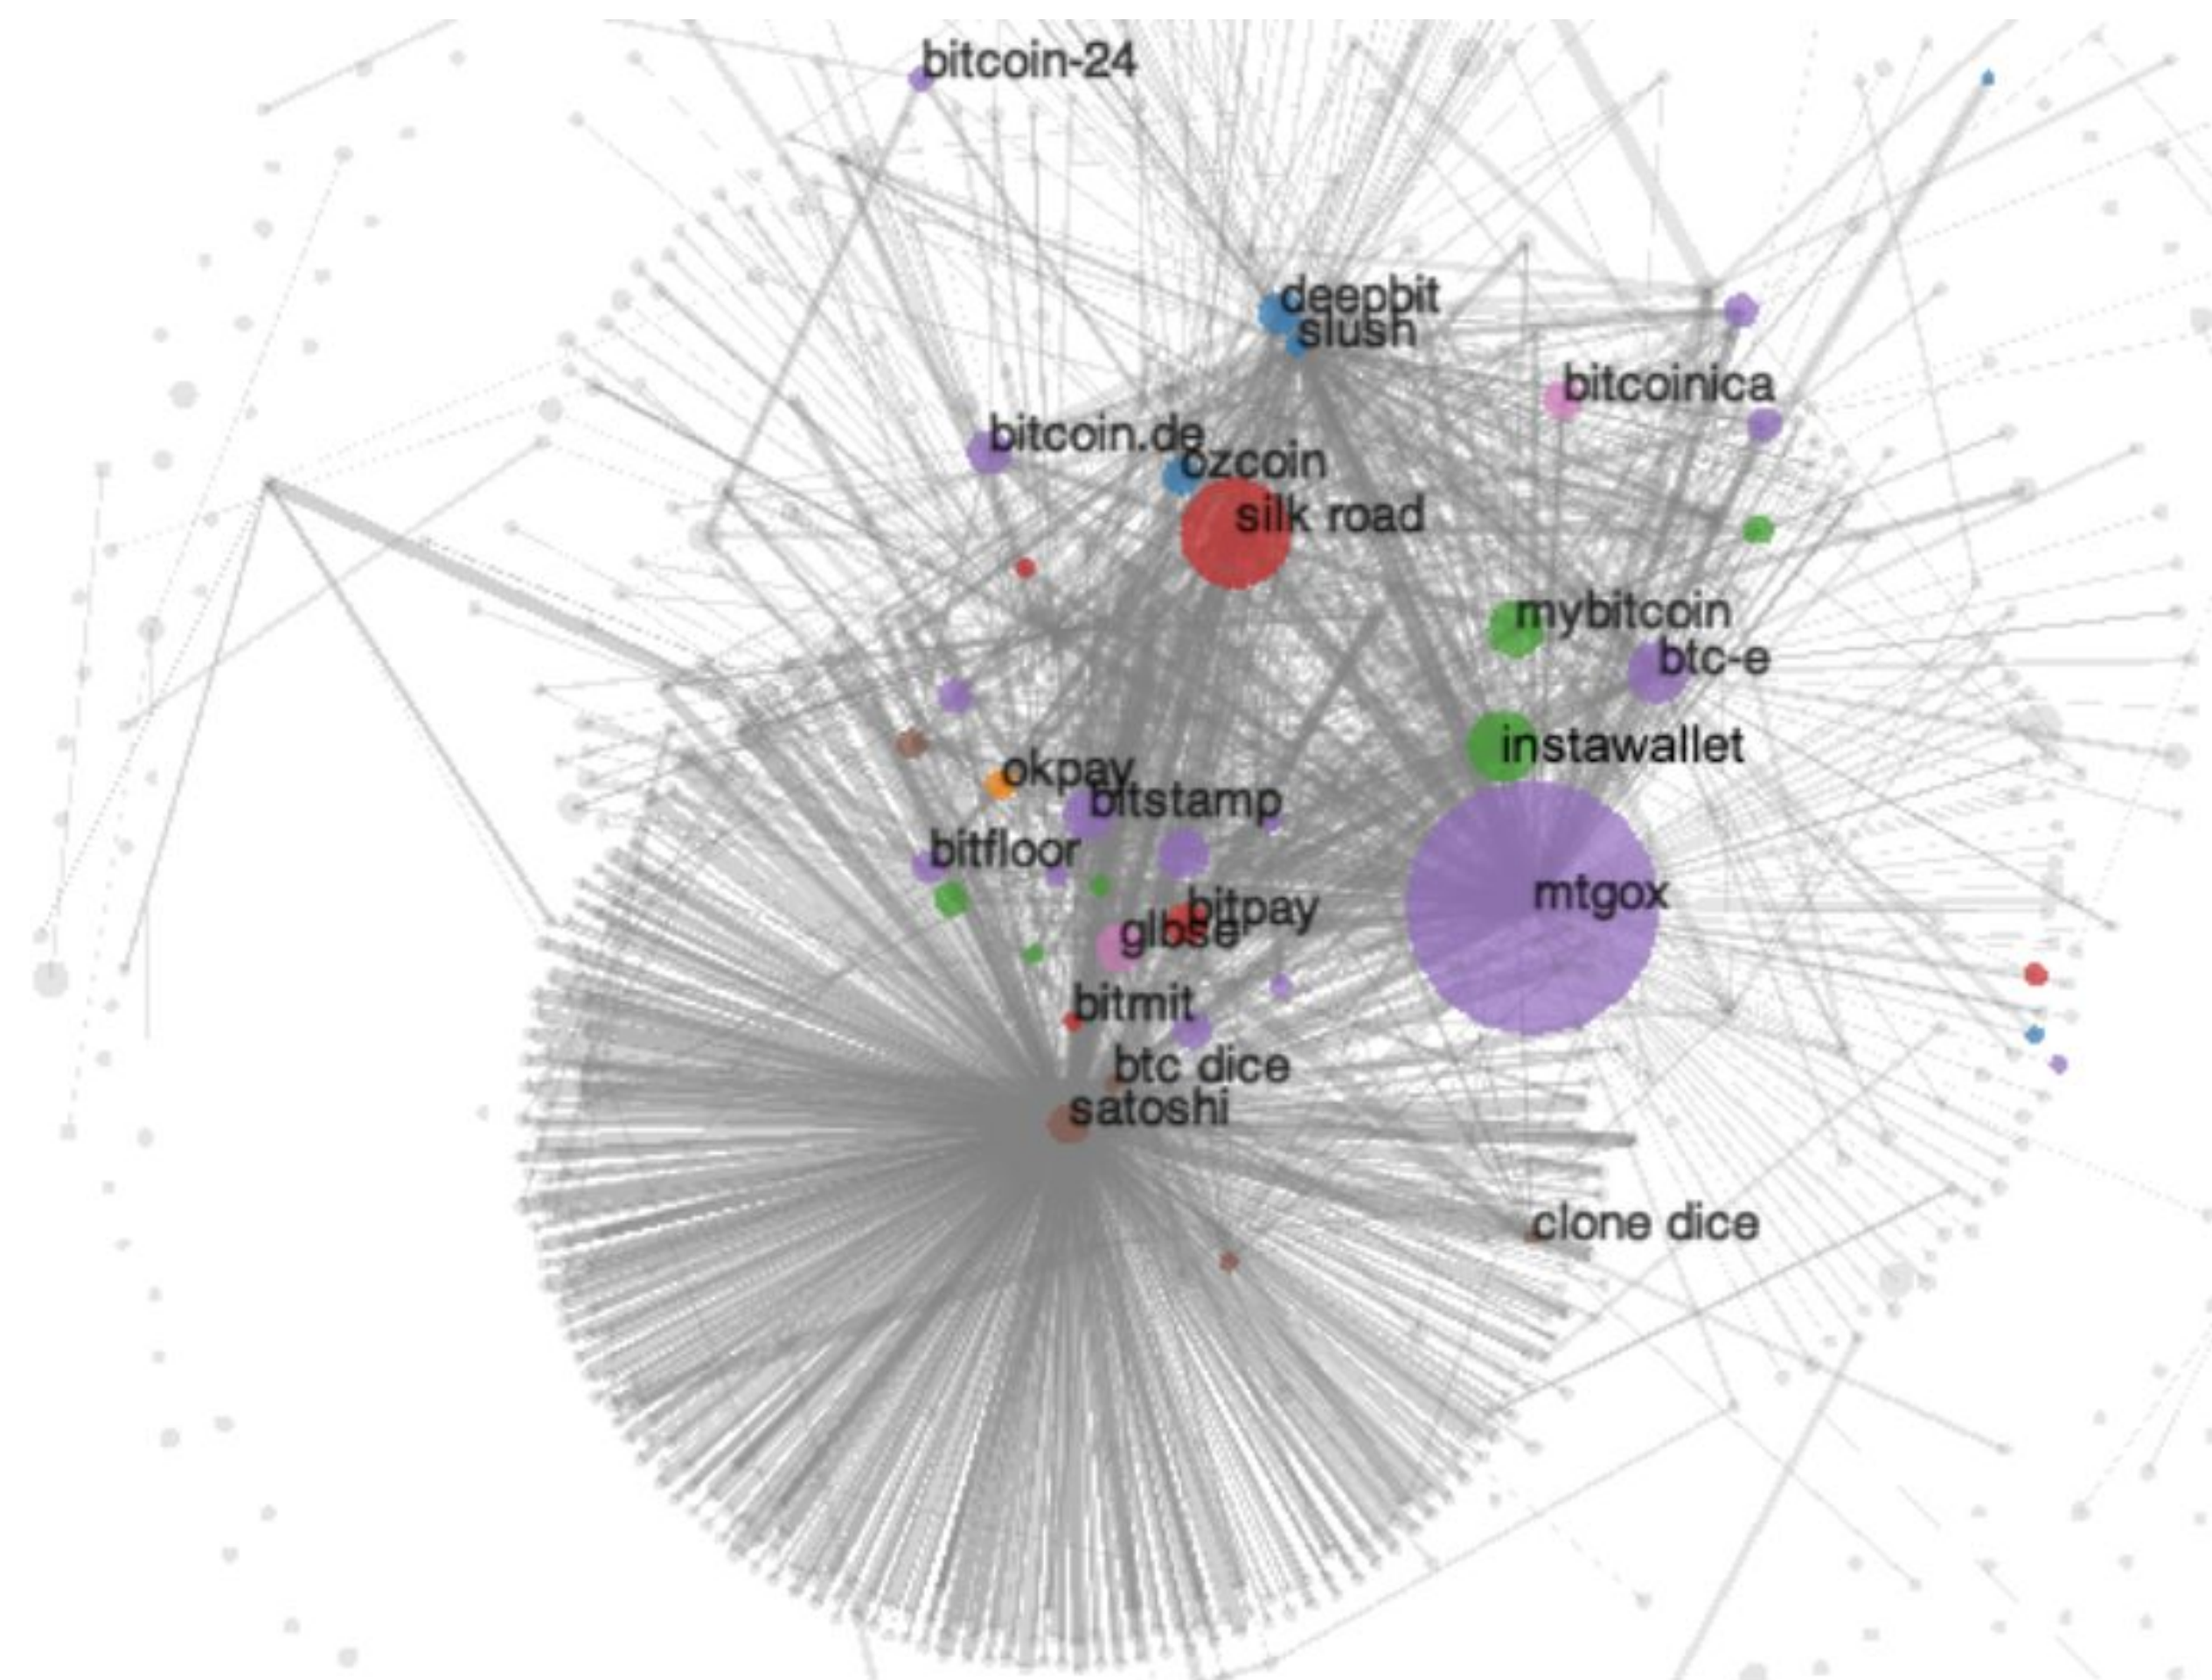 bitcoin-24
deepbit
slush
bitcoinica
bitcoin.de
ozcoin
silk road
mybitcoin
btc-e
instawallet
okpay
bitstamp
bitfloor
mtgox
bitpay
glbse
bitmit
btc dice
satoshi
clone dice